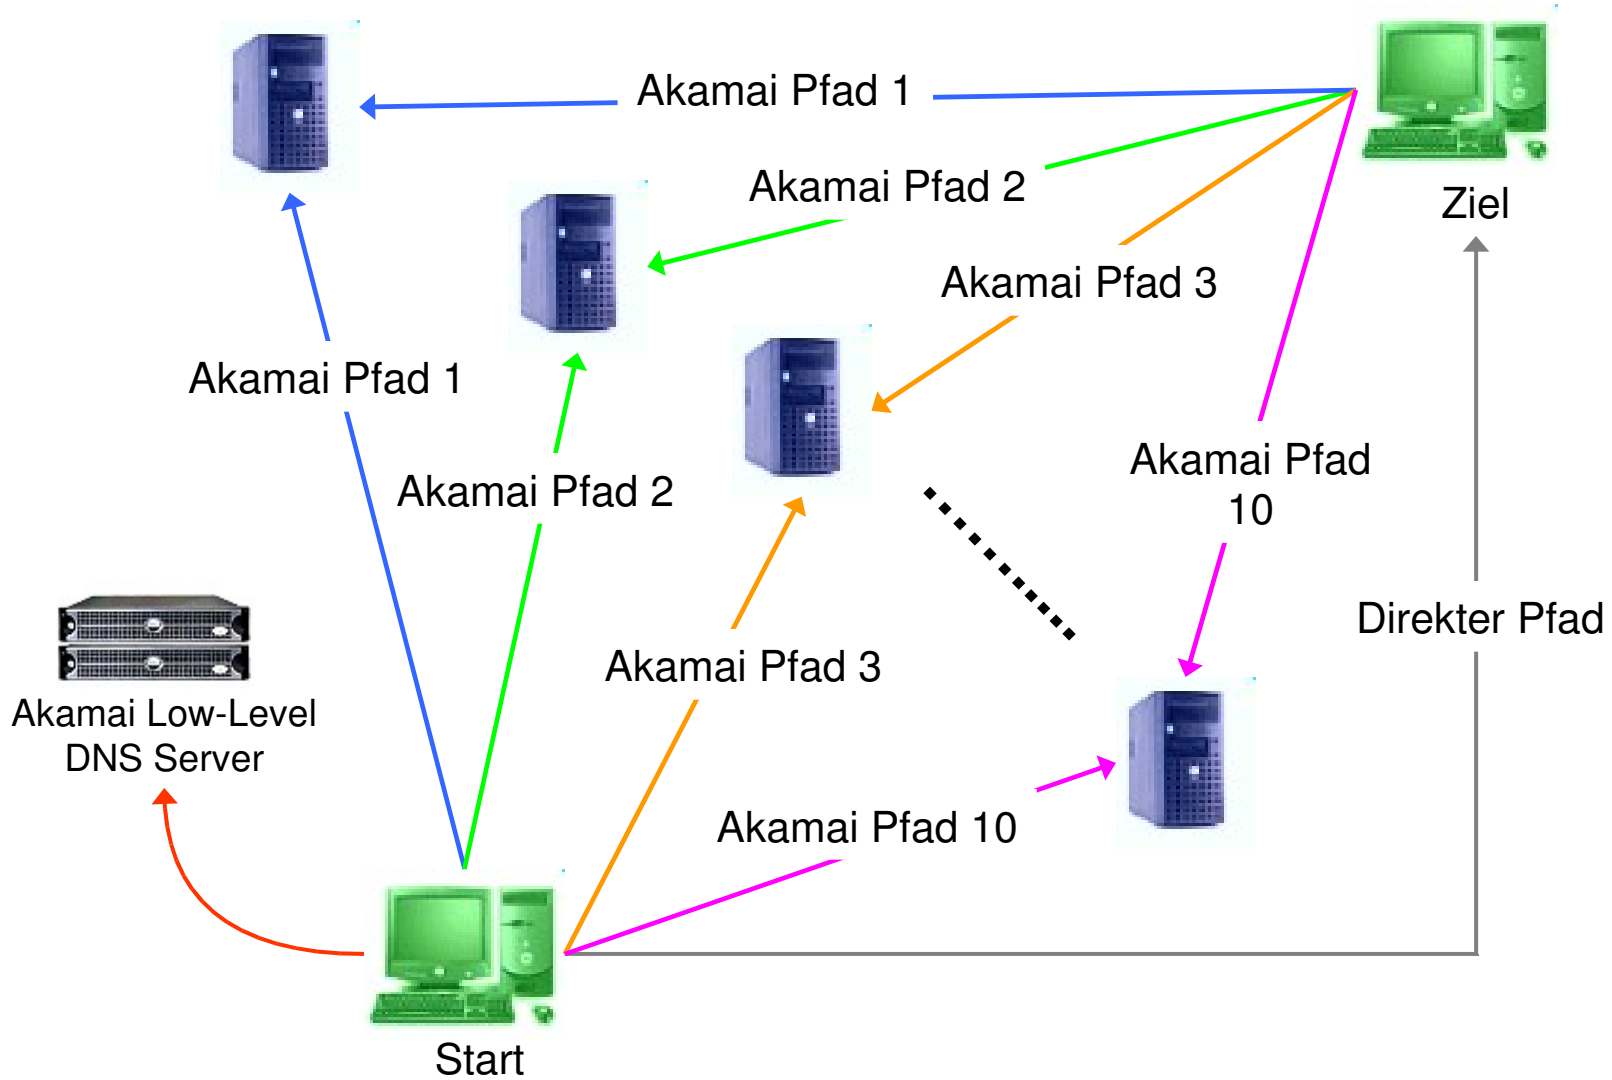 Akamai Pfad 1
Akamai Pfad 2
Ziel
Akamai Pfad 3
Akamai Pfad 1
Akamai Pfad
10
Akamai Pfad 2
Direkter Pfad
Akamai Pfad 3
Akamai Low-Level
DNS Server
Akamai Pfad 10
Start